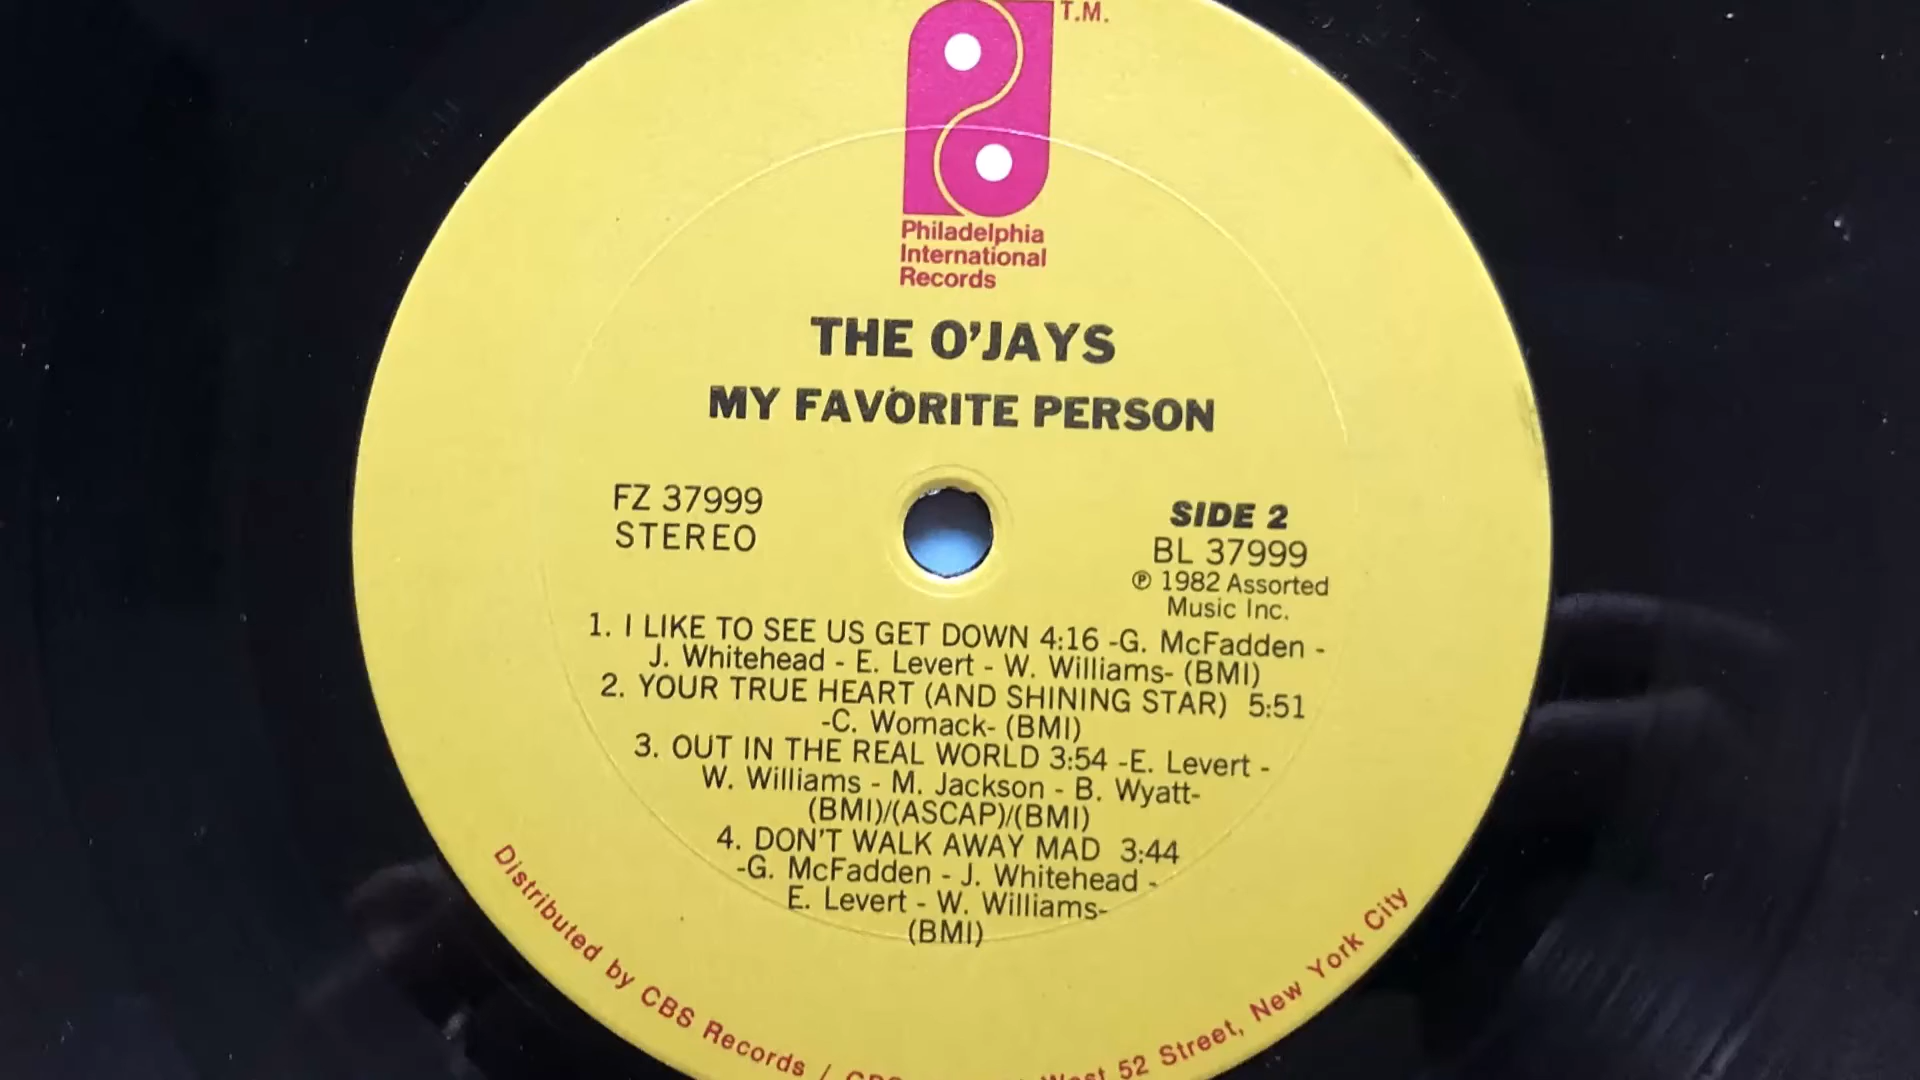 T.M.
Philadelphia
International
Records
THE O'JAYS
MY FAVORITE PERSON
FZ 37999
STEREO
SIDE 2
BL 37999
℗ 1982 Assorted
Music Inc.
1. I LIKE TO SEE US GET DOWN 4:16 -G. McFadden -
J. Whitehead - E. Levert - W. Williams- (BMI)
2. YOUR TRUE HEART (AND SHINING STAR) 5:51
-C. Womack- (BMI)
3. OUT IN THE REAL WORLD 3:54 -E. Levert -
W. Williams - M. Jackson - B. Wyatt-
(BMI)/(ASCAP)/(BMI)
4. DON'T WALK AWAY MAD 3:44
-G. McFadden - J. Whitehead -
E. Levert - W. Williams-
(BMI)
Distributed by CBS Records / West 52 Street, New York City